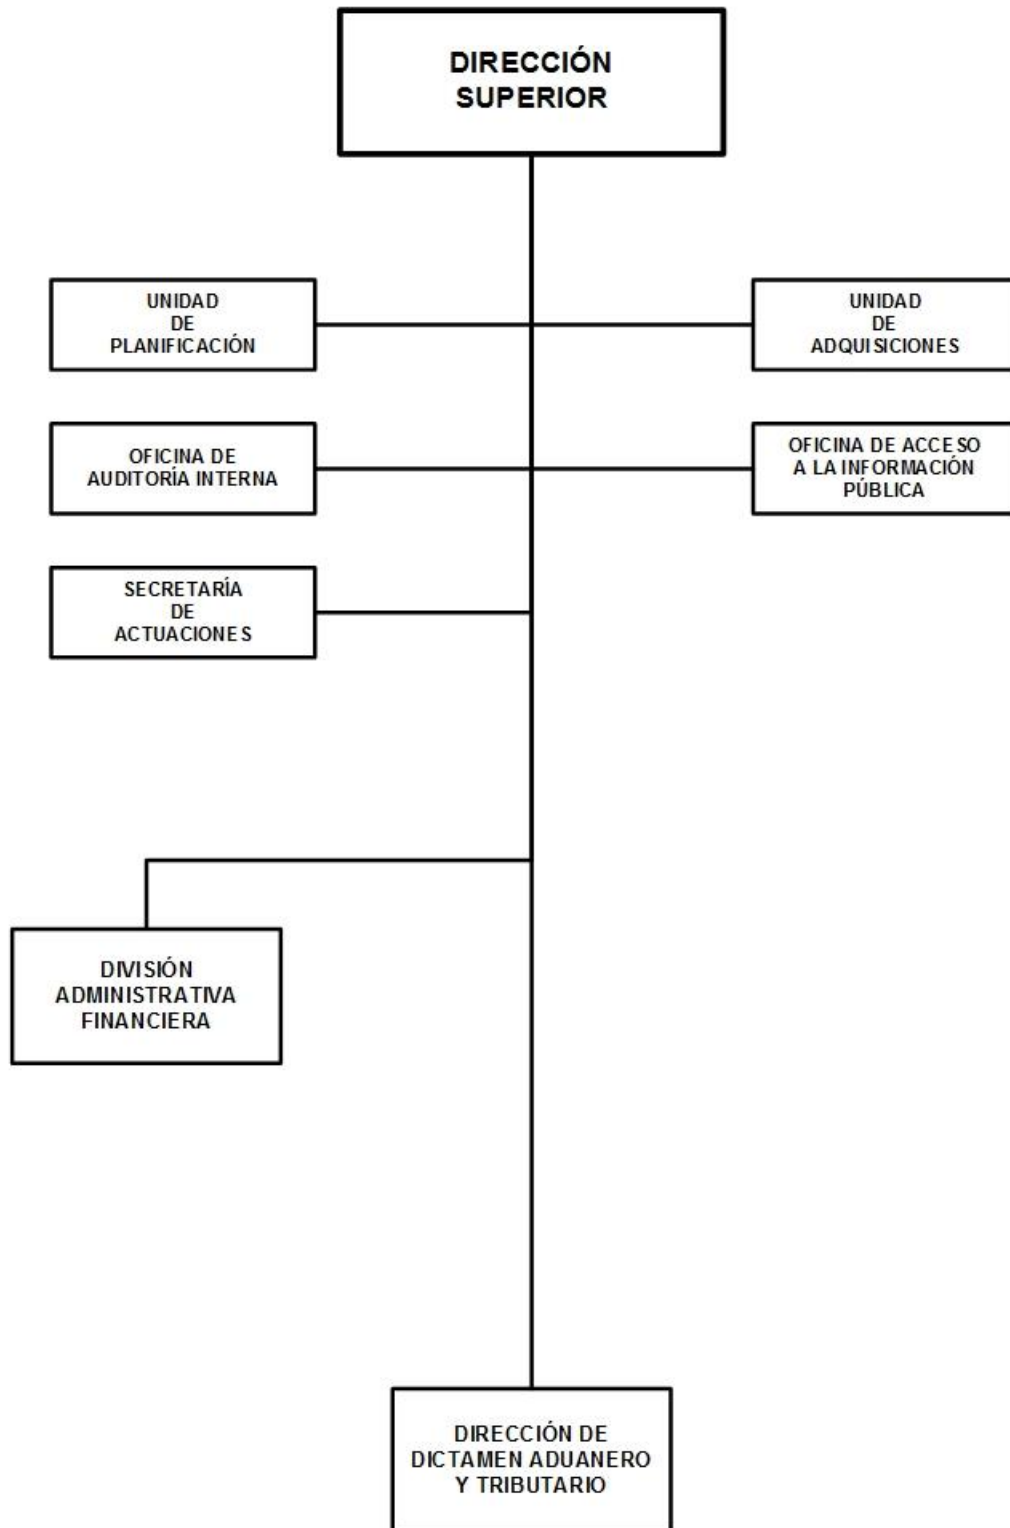 DIRECCIÓN
SUPERIOR
UNIDAD
DE
PLANIFICACIÓN
UNIDAD
DE
ADQUISICIONES
OFICINA DE
AUDITORÍA INTERNA
OFICINA DE ACCESO
A LA INFORMACIÓN
PÚBLICA
SECRETARÍA
DE
ACTUACIONES
DIVISIÓN
ADMINISTRATIVA
FINANCIERA
DIRECCIÓN DE
DICTAMEN ADUANERO
Y TRIBUTARIO